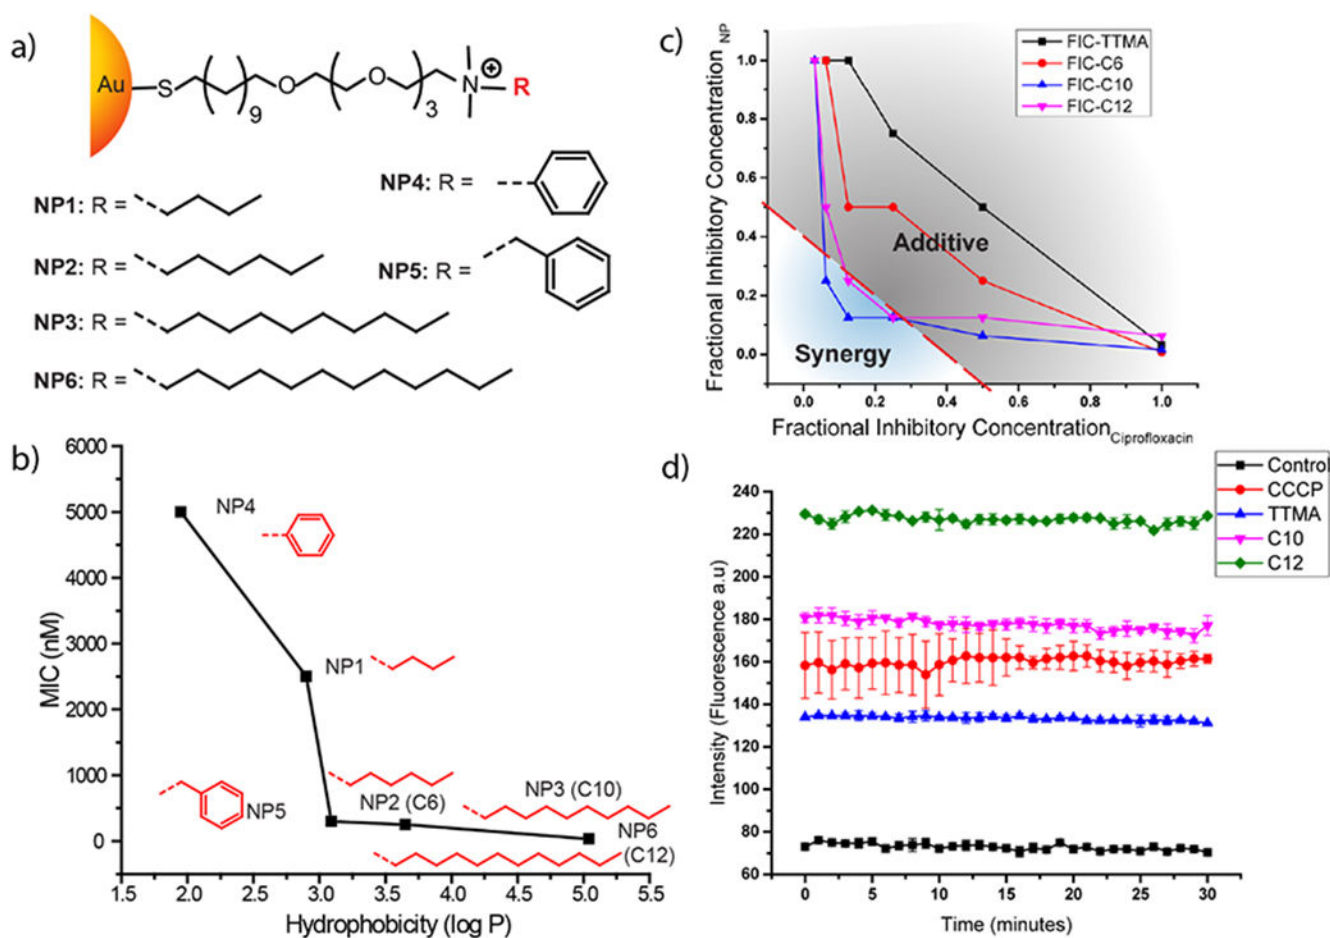 a)
Au
S
9
O
O
3
N
⊕
R
NP1: R =
NP2: R =
NP3: R =
NP6: R =
NP4: R =
NP5: R =
b)
MIC (nM)
6000
5000
4000
3000
2000
1000
0
NP4
NP1
NP5
NP2 (C6)
NP3 (C10)
NP6
(C12)
1.5 2.0 2.5 3.0 3.5 4.0 4.5 5.0 5.5
Hydrophobicity (log P)
c)
Fractional Inhibitory Concentration NP
1.0
0.8
0.6
0.4
0.2
0.0
FIC-TTMA
FIC-C6
FIC-C10
FIC-C12
Additive
Synergy
0.0 0.2 0.4 0.6 0.8 1.0
Fractional Inhibitory Concentration Ciprofloxacin
d)
Control
CCCP
TTMA
C10
C12
Intensity (Fluorescence a.u)
240
220
200
180
160
140
120
100
80
60
0 5 10 15 20 25 30
Time (minutes)